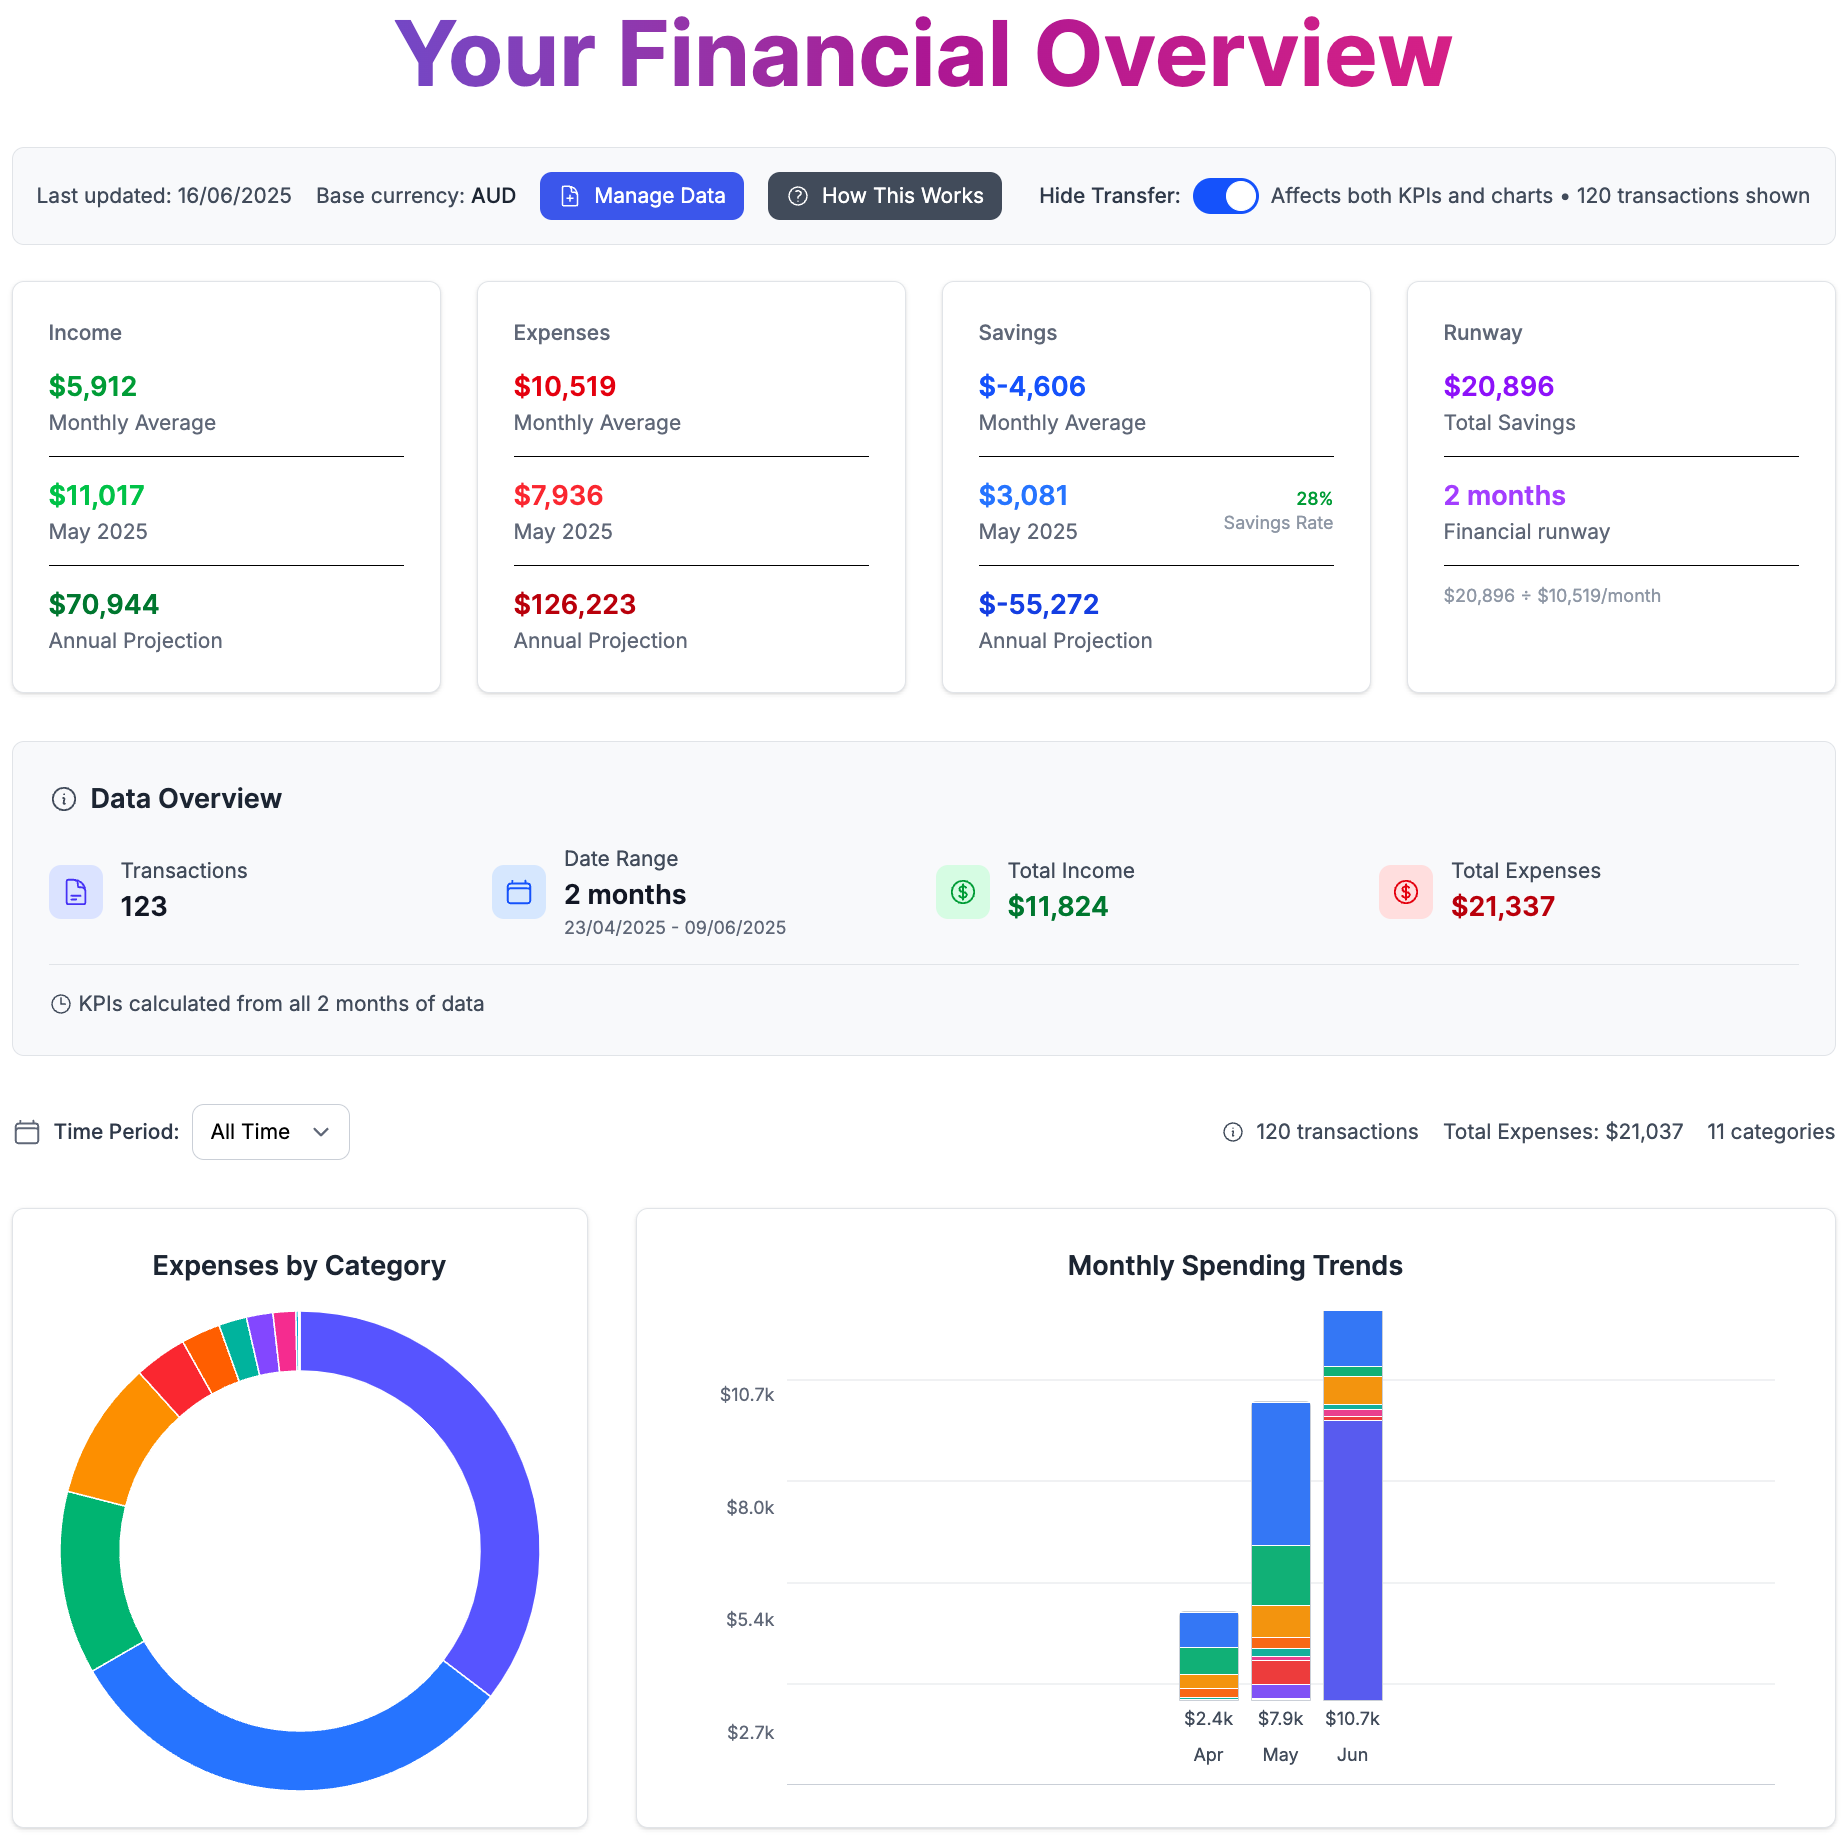 Your Financial Overview
Last updated: 16/06/2025 Base currency: AUD Manage Data How This Works Hide Transfer: Affects both KPIs and charts • 120 transactions shown
Income
$5,912
Monthly Average
$11,017
May 2025
$70,944
Annual Projection
Expenses
$10,519
Monthly Average
$7,936
May 2025
$126,223
Annual Projection
Savings
$-4,606
Monthly Average
$3,081
May 2025
28%
Savings Rate
$-55,272
Annual Projection
Runway
$20,896
Total Savings
2 months
Financial runway
$20,896 ÷ $10,519/month
Data Overview
Transactions
123
Date Range
2 months
23/04/2025 - 09/06/2025
Total Income
$11,824
Total Expenses
$21,337
KPIs calculated from all 2 months of data
Time Period: All Time
120 transactions Total Expenses: $21,037 11 categories
Expenses by Category
Monthly Spending Trends
$10.7k
$8.0k
$5.4k
$2.7k
$2.4k $7.9k $10.7k
Apr May Jun